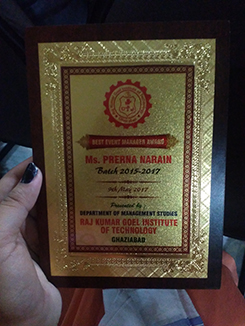 BEST EVENT MANAGER AWARD
Ms. PRERNA NARAIN
Batch 2015-2017
9th May 2017
Presented by :
DEPARTMENT OF MANAGEMENT STUDIES
RAJ KUMAR GOEL INSTITUTE
OF TECHNOLOGY
GHAZIABAD